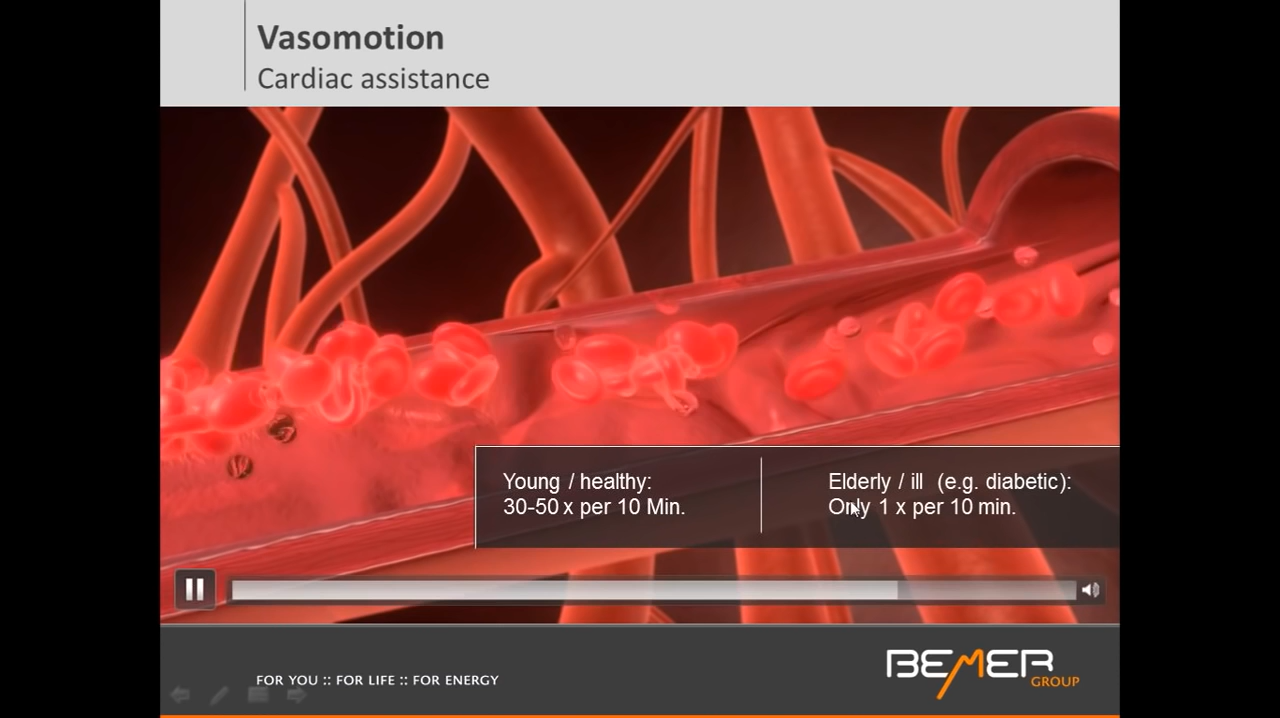 Vasomotion
Cardiac assistance
Young / healthy:
30-50 x per 10 Min.
Elderly / ill (e.g. diabetic):
Only 1 x per 10 min.
FOR YOU :: FOR LIFE :: FOR ENERGY
BEMER
GROUP